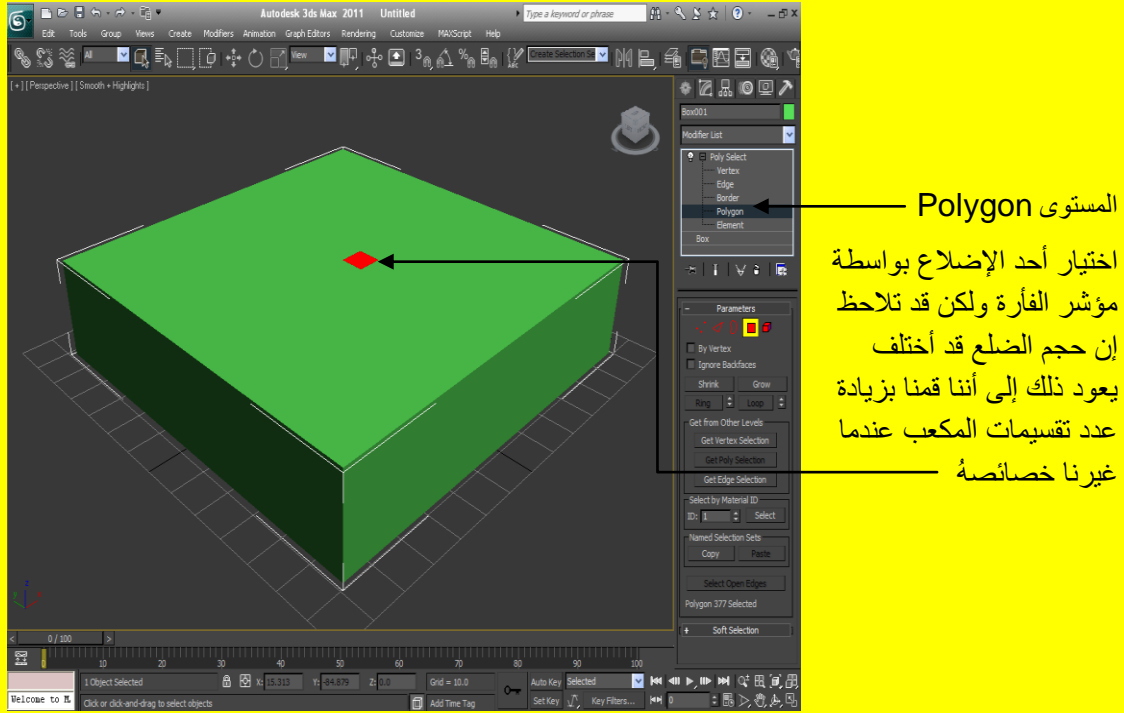 Autodesk 3ds Max 2011 Untitled
Type a keyword or phrase
Edit Tools Group Views Create Modifiers Animation Graph Editors Rendering Customize MAXScript Help
All
View
Create Selection Se
[ + ] [ Perspective ] [ Smooth + Highlights ]
Box001
Modifier List
Poly Select
Vertex
Edge
Border
Polygon
Element
Box
Parameters
By Vertex
Ignore Backfaces
Shrink Grow
Ring Loop
Get from Other Levels
Get Vertex Selection
Get Poly Selection
Get Edge Selection
Select by Material ID
ID: 1 Select
Named Selection Sets
Copy Paste
Select Open Edges
Polygon 377 Selected
Soft Selection
المستوى Polygon
اختيار أحد الإضلاع بواسطة
مؤشر الفأرة ولكن قد تلاحظ
إن حجم الضلع قد أختلف
يعود ذلك إلى أننا قمنا بزيادة
عدد تقسيمات المكعب عندما
غيرنا خصائصهُ
z
0 / 100
0 10 20 30 40 50 60 70 80 90 100
1 Object Selected X: 15.313 Y: -84.879 Z: 0.0 Grid = 10.0 Auto Key Selected
Welcome to M Click or click-and-drag to select objects Add Time Tag Set Key Key Filters... 0